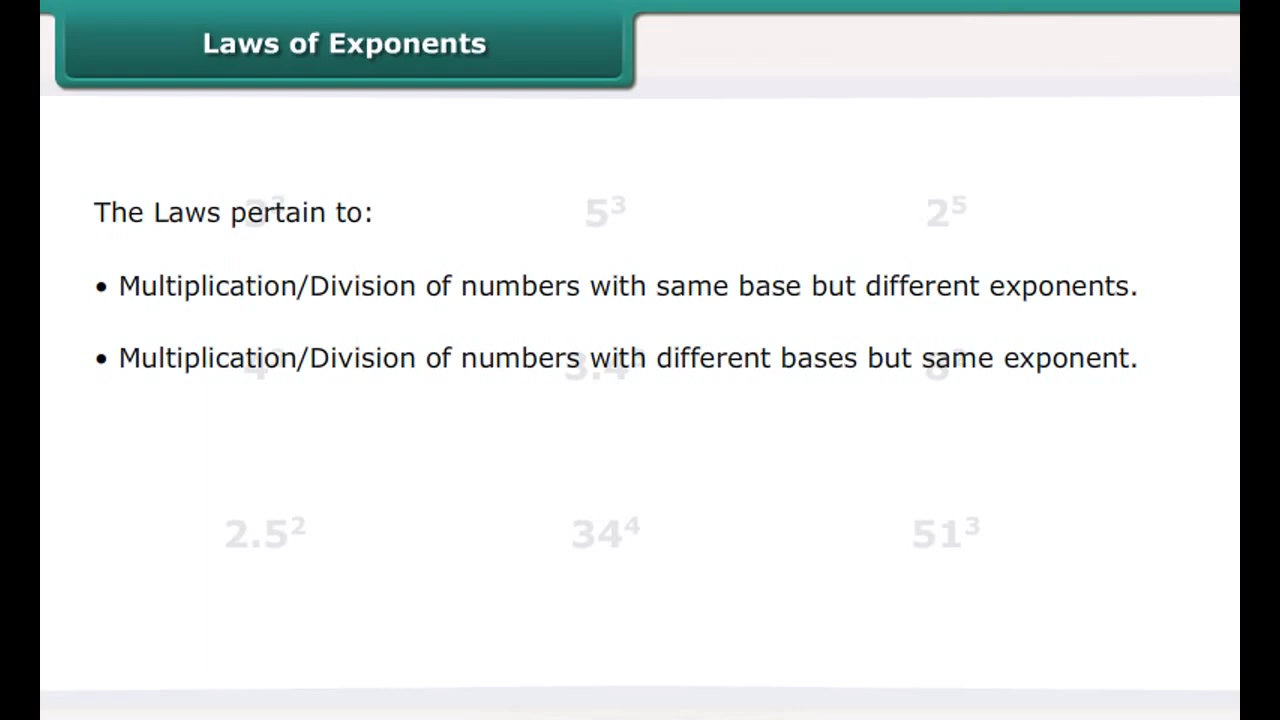 Laws of Exponents
The Laws pertain to:
5³ 2⁵
• Multiplication/Division of numbers with same base but different exponents.
• Multiplication/Division of numbers with different bases but same exponent.
2.5² 34⁴ 51³